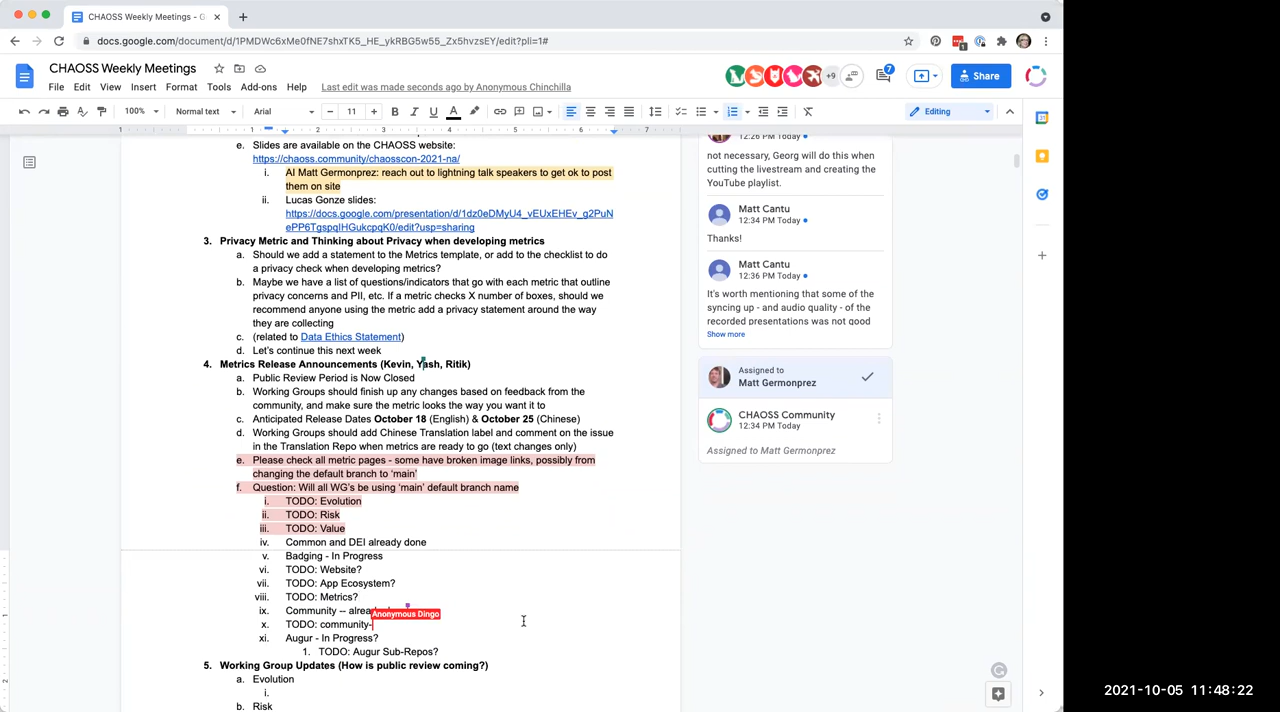 CHAOSS Weekly Meetings - G
docs.google.com/document/d/1PMDWc6xMe0fNE7shxTK5_HE_ykRBG5w55_Zx5hvzsEY/edit?pli=1#
CHAOSS Weekly Meetings
+9
7
Share
File Edit View Insert Format Tools Add-ons Help Last edit was made seconds ago by Anonymous Chinchilla
100% Normal text Arial 11 Editing
e. Slides are available on the CHAOSS website:
https://chaoss.community/chaosscon-2021-na/
i. AI Matt Germonprez: reach out to lightning talk speakers to get ok to post
them on site
ii. Lucas Gonze slides:
https://docs.google.com/presentation/d/1dz0eDMyU4_vEUxEHEv_g2PuN
ePP6TgspqIHGukcpqK0/edit?usp=sharing
3. Privacy Metric and Thinking about Privacy when developing metrics
a. Should we add a statement to the Metrics template, or add to the checklist to do
a privacy check when developing metrics?
b. Maybe we have a list of questions/indicators that go with each metric that outline
privacy concerns and PII, etc. If a metric checks X number of boxes, should we
recommend anyone using the metric add a privacy statement around the way
they are collecting
c. (related to Data Ethics Statement)
d. Let's continue this next week
4. Metrics Release Announcements (Kevin, Yash, Ritik)
a. Public Review Period is Now Closed
b. Working Groups should finish up any changes based on feedback from the
community, and make sure the metric looks the way you want it to
c. Anticipated Release Dates October 18 (English) & October 25 (Chinese)
d. Working Groups should add Chinese Translation label and comment on the issue
in the Translation Repo when metrics are ready to go (text changes only)
e. Please check all metric pages - some have broken image links, possibly from
changing the default branch to 'main'
f. Question: Will all WG's be using 'main' default branch name
i. TODO: Evolution
ii. TODO: Risk
iii. TODO: Value
iv. Common and DEI already done
v. Badging - In Progress
vi. TODO: Website?
vii. TODO: App Ecosystem?
viii. TODO: Metrics?
ix. Community -- alrea
Anonymous Dingo
x. TODO: community-
xi. Augur - In Progress?
1. TODO: Augur Sub-Repos?
5. Working Group Updates (How is public review coming?)
a. Evolution
i.
b. Risk
12:26 PM Today
not necessary, Georg will do this when
cutting the livestream and creating the
YouTube playlist.
Matt Cantu
12:34 PM Today
Thanks!
Matt Cantu
12:36 PM Today
It's worth mentioning that some of the
syncing up - and audio quality - of the
recorded presentations was not good
Show more
Assigned to
Matt Germonprez
CHAOSS Community
12:34 PM Today
Assigned to Matt Germonprez
2021-10-05 11:48:22